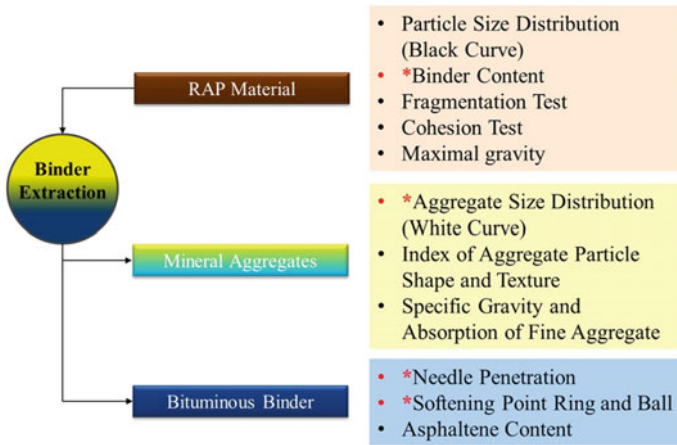 RAP Material
• Particle Size Distribution
(Black Curve)
• *Binder Content
• Fragmentation Test
• Cohesion Test
• Maximal gravity
Binder
Extraction
Mineral Aggregates
• *Aggregate Size Distribution
(White Curve)
• Index of Aggregate Particle
Shape and Texture
• Specific Gravity and
Absorption of Fine Aggregate
Bituminous Binder
• *Needle Penetration
• *Softening Point Ring and Ball
• Asphaltene Content